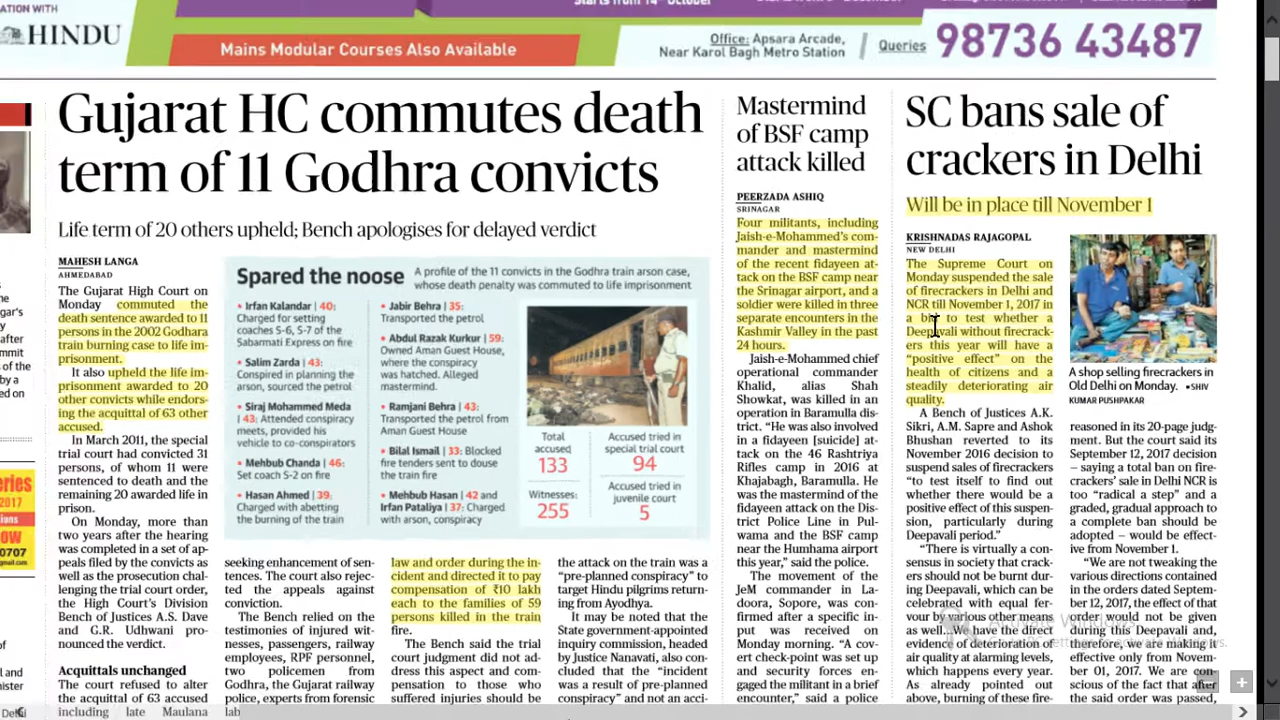 ATION WITH
HINDU
Starts from 14th October
Mains Modular Courses Also Available
Office: Apsara Arcade,
Near Karol Bagh Metro Station
Queries
98736 43487
Gujarat HC commutes death
term of 11 Godhra convicts
Life term of 20 others upheld; Bench apologises for delayed verdict
MAHESH LANGA
AHMEDABAD
The Gujarat High Court on
Monday commuted the
death sentence awarded to 11
persons in the 2002 Godhra
train burning case to life im-
prisonment.
It also upheld the life im-
prisonment awarded to 20
other convicts while endors-
ing the acquittal of 63 other
accused.
In March 2011, the special
trial court had convicted 31
persons, of whom 11 were
sentenced to death and the
remaining 20 awarded life in
prison.
On Monday, more than
two years after the hearing
was completed in a set of ap-
peals filed by the convicts as
well as the prosecution chal-
lenging the trial court order,
the High Court's Division
Bench of Justices A.S. Dave
and G.R. Udhwani pro-
nounced the verdict.
Acquittals unchanged
The court refused to alter
the acquittal of 63 accused
including late Maulana
Spared the noose
A profile of the 11 convicts in the Godhra train arson case,
whose death penalty was commuted to life imprisonment
• Irfan Kalandar | 40:
Charged for setting
coaches S-6, S-7 of the
Sabarmati Express on fire
• Salim Zarda | 43:
Conspired in planning the
arson, sourced the petrol
• Siraj Mohammed Meda
| 43: Attended conspiracy
meets, provided his
vehicle to co-conspirators
• Mehbub Chanda | 46:
Set coach S-2 on fire
• Hasan Ahmed | 39:
Charged with abetting
the burning of the train
• Jabir Behra | 35:
Transported the petrol
• Abdul Razak Kurkur | 59:
Owned Aman Guest House,
where the conspiracy
was hatched. Alleged
mastermind.
• Ramjani Behra | 43:
Transported the petrol from
Aman Guest House
• Bilal Ismail | 33: Blocked
fire tenders sent to douse
the train fire
• Mehbub Hasan | 42 and
Irfan Pataliya | 37: Charged
with arson, conspiracy
Total
accused
133
Accused tried in
special trial court
94
Witnesses:
255
Accused tried in
juvenile court
5
seeking enhancement of sen-
tences. The court also rejec-
ted the appeals against
conviction.
The Bench relied on the
testimonies of injured wit-
nesses, passengers, railway
employees, RPF personnel,
two policemen from
Godhra, the Gujarat railway
police, experts from forensic
lab
law and order during the in-
cident and directed it to pay
compensation of ₹10 lakh
each to the families of 59
persons killed in the train
fire.
The Bench said the trial
court judgment did not ad-
dress this aspect and com-
pensation to those who
suffered injuries should be
the attack on the train was a
“pre-planned conspiracy” to
target Hindu pilgrims return-
ing from Ayodhya.
It may be noted that the
State government-appointed
inquiry commission, headed
by Justice Nanavati, also con-
cluded that the “incident
was a result of pre-planned
conspiracy” and not an acci-
Mastermind
of BSF camp
attack killed
PEERZADA ASHIQ
SRINAGAR
Four militants, including
Jaish-e-Mohammed's com-
mander and mastermind
of the recent fidayeen at-
tack on the BSF camp near
the Srinagar airport, and a
soldier were killed in three
separate encounters in the
Kashmir Valley in the past
24 hours.
Jaish-e-Mohammed chief
operational commander
Khalid, alias Shah
Showkat, was killed in an
operation in Baramulla dis-
trict. “He was also involved
in a fidayeen [suicide] at-
tack on the 46 Rashtriya
Rifles camp in 2016 at
Khajabagh, Baramulla. He
was the mastermind of the
fidayeen attack on the Dis-
trict Police Line in Pul-
wama and the BSF camp
near the Humhama airport
this year,” said the police.
The movement of the
JeM commander in La-
doora, Sopore, was con-
firmed after a specific in-
put was received on
Monday morning. “A cov-
ert check-point was set up
and security forces en-
gaged the militant in a brief
encounter,” said a police
SC bans sale of
crackers in Delhi
Will be in place till November 1
KRISHNADAS RAJAGOPAL
NEW DELHI
The Supreme Court on
Monday suspended the sale
of firecrackers in Delhi and
NCR till November 1, 2017 in
a bid to test whether a
Deepavali without firecrack-
ers this year will have a
“positive effect” on the
health of citizens and a
steadily deteriorating air
quality.
A Bench of Justices A.K.
Sikri, A.M. Sapre and Ashok
Bhushan reverted to its
November 2016 decision to
suspend sales of firecrackers
“to test itself to find out
whether there would be a
positive effect of this suspen-
sion, particularly during
Deepavali period.”
“There is virtually a con-
sensus in society that crack-
ers should not be burnt dur-
ing Deepavali, which can be
celebrated with equal fer-
vour by various other means
as well...We have the direct
evidence of deterioration of
air quality at alarming levels,
which happens every year.
As already pointed out
above, burning of these fire-
A shop selling firecrackers in
Old Delhi on Monday. •SHIV
KUMAR PUSHPAKAR
reasoned in its 20-page judg-
ment. But the court said its
September 12, 2017 decision
– saying a total ban on fire-
crackers' sale in Delhi NCR is
too “radical a step” and a
graded, gradual approach to
a complete ban should be
adopted – would be effect-
ive from November 1.
“We are not tweaking the
various directions contained
in the orders dated Septem-
ber 12, 2017, the effect of that
order would not be given
during this Deepavali and,
therefore, we are making it
effective only from Novem-
ber 01, 2017. We are con-
scious of the fact that after
the said order was passed,
Activate Windows